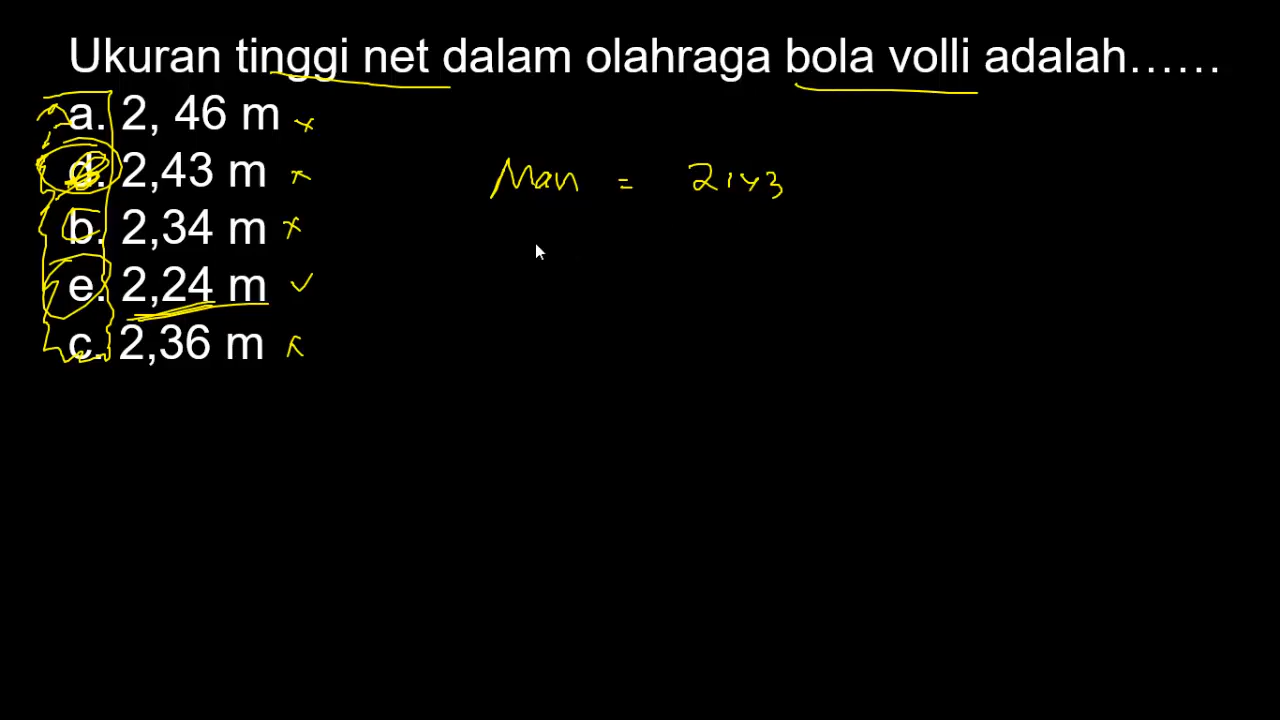 Ukuran tinggi net dalam olahraga bola volli adalah......
a. 2, 46 m x
d. 2,43 m x
Man = 2,43
b. 2,34 m x
e. 2,24 m ✓
c. 2,36 m x